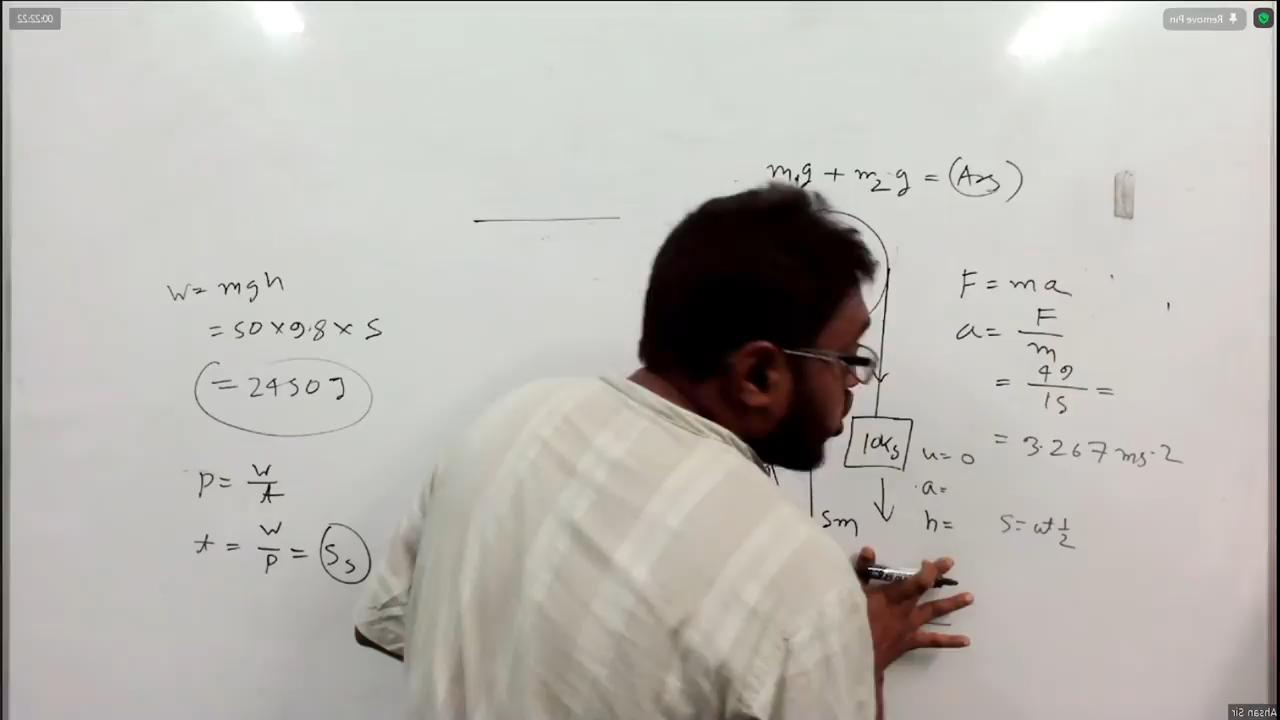 00:22:22
Remove Pin
m₁g + m₂g = (Ans)
W = mgh
= 50 × 9.8 × 5
= 2450 J
P = W/t
t = W/P = 5s
F = ma
a = F/m
= 49/15 =
= 3.267 ms-2
10kg
u = 0
a =
h =
5m
S = ut 1/2
Ahsan Sir